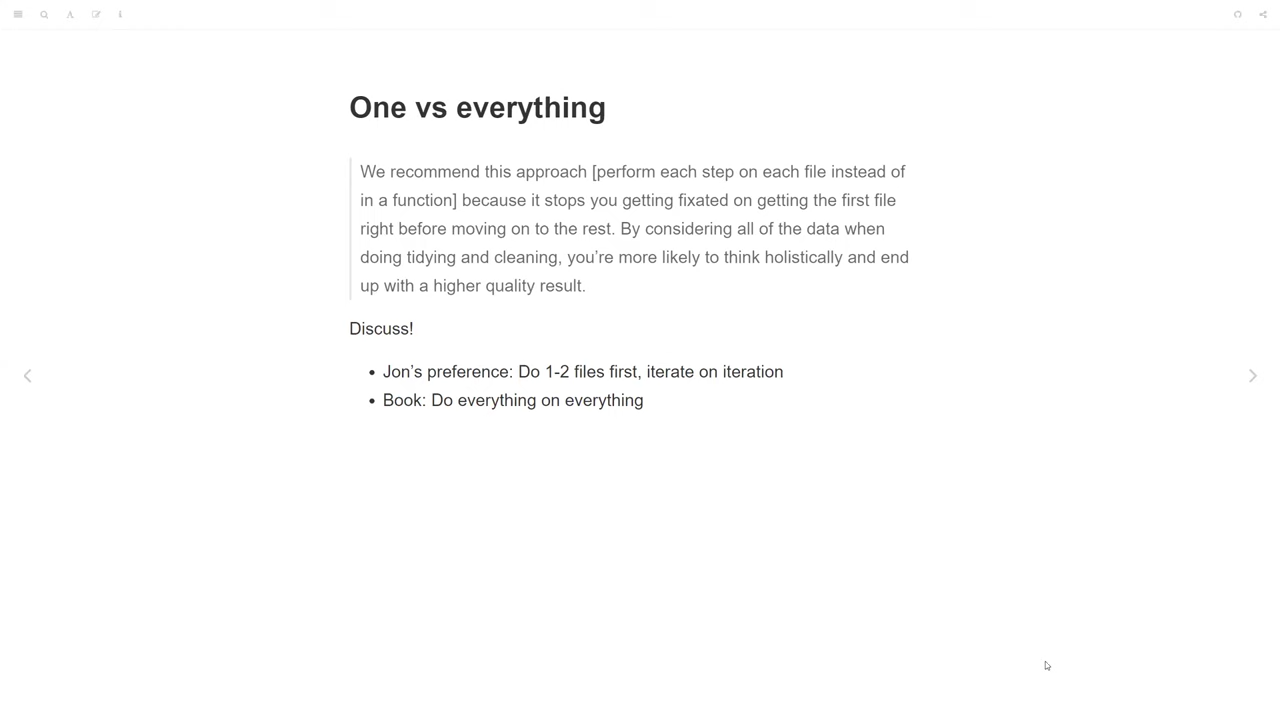 One vs everything
We recommend this approach [perform each step on each file instead of
in a function] because it stops you getting fixated on getting the first file
right before moving on to the rest. By considering all of the data when
doing tidying and cleaning, you’re more likely to think holistically and end
up with a higher quality result.
Discuss!
• Jon’s preference: Do 1-2 files first, iterate on iteration
• Book: Do everything on everything